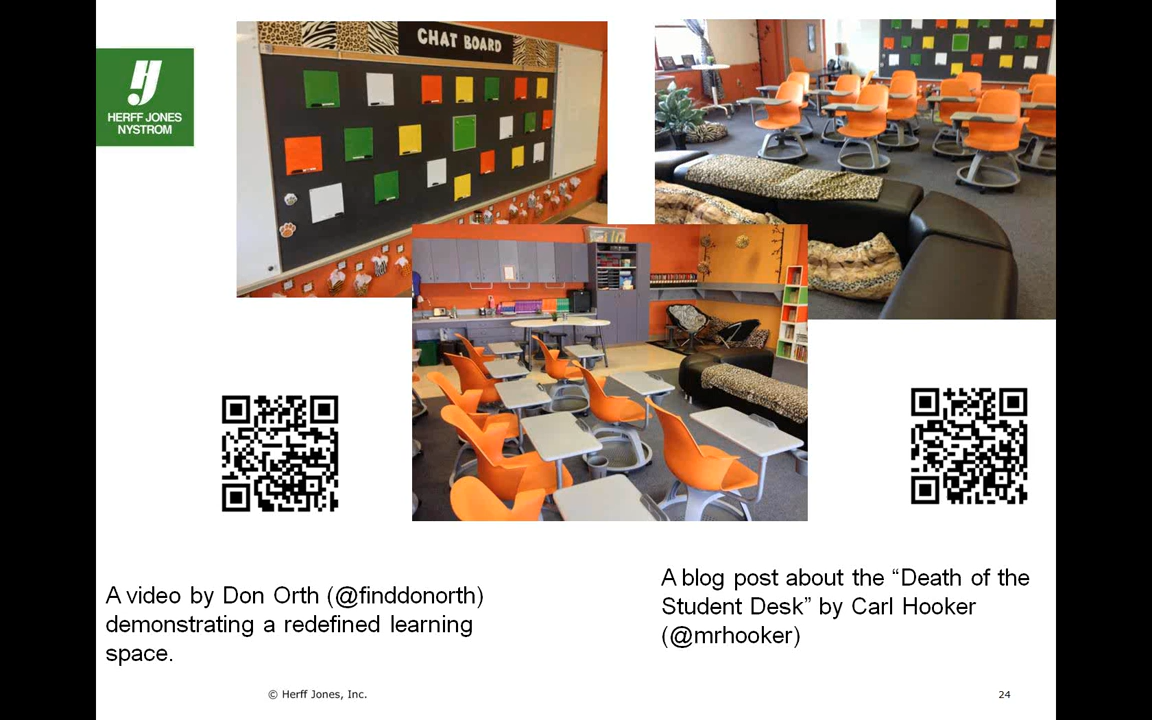 CHAT BOARD
HERFF JONES
NYSTROM
A video by Don Orth (@finddonorth)
demonstrating a redefined learning
space.
A blog post about the “Death of the
Student Desk” by Carl Hooker
(@mrhooker)
© Herff Jones, Inc.
24